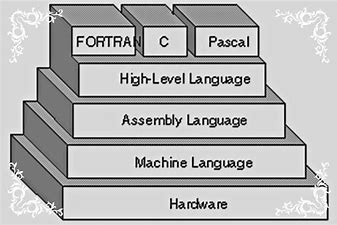 FORTRAN C Pascal
High-Level Language
Assembly Language
Machine Language
Hardware